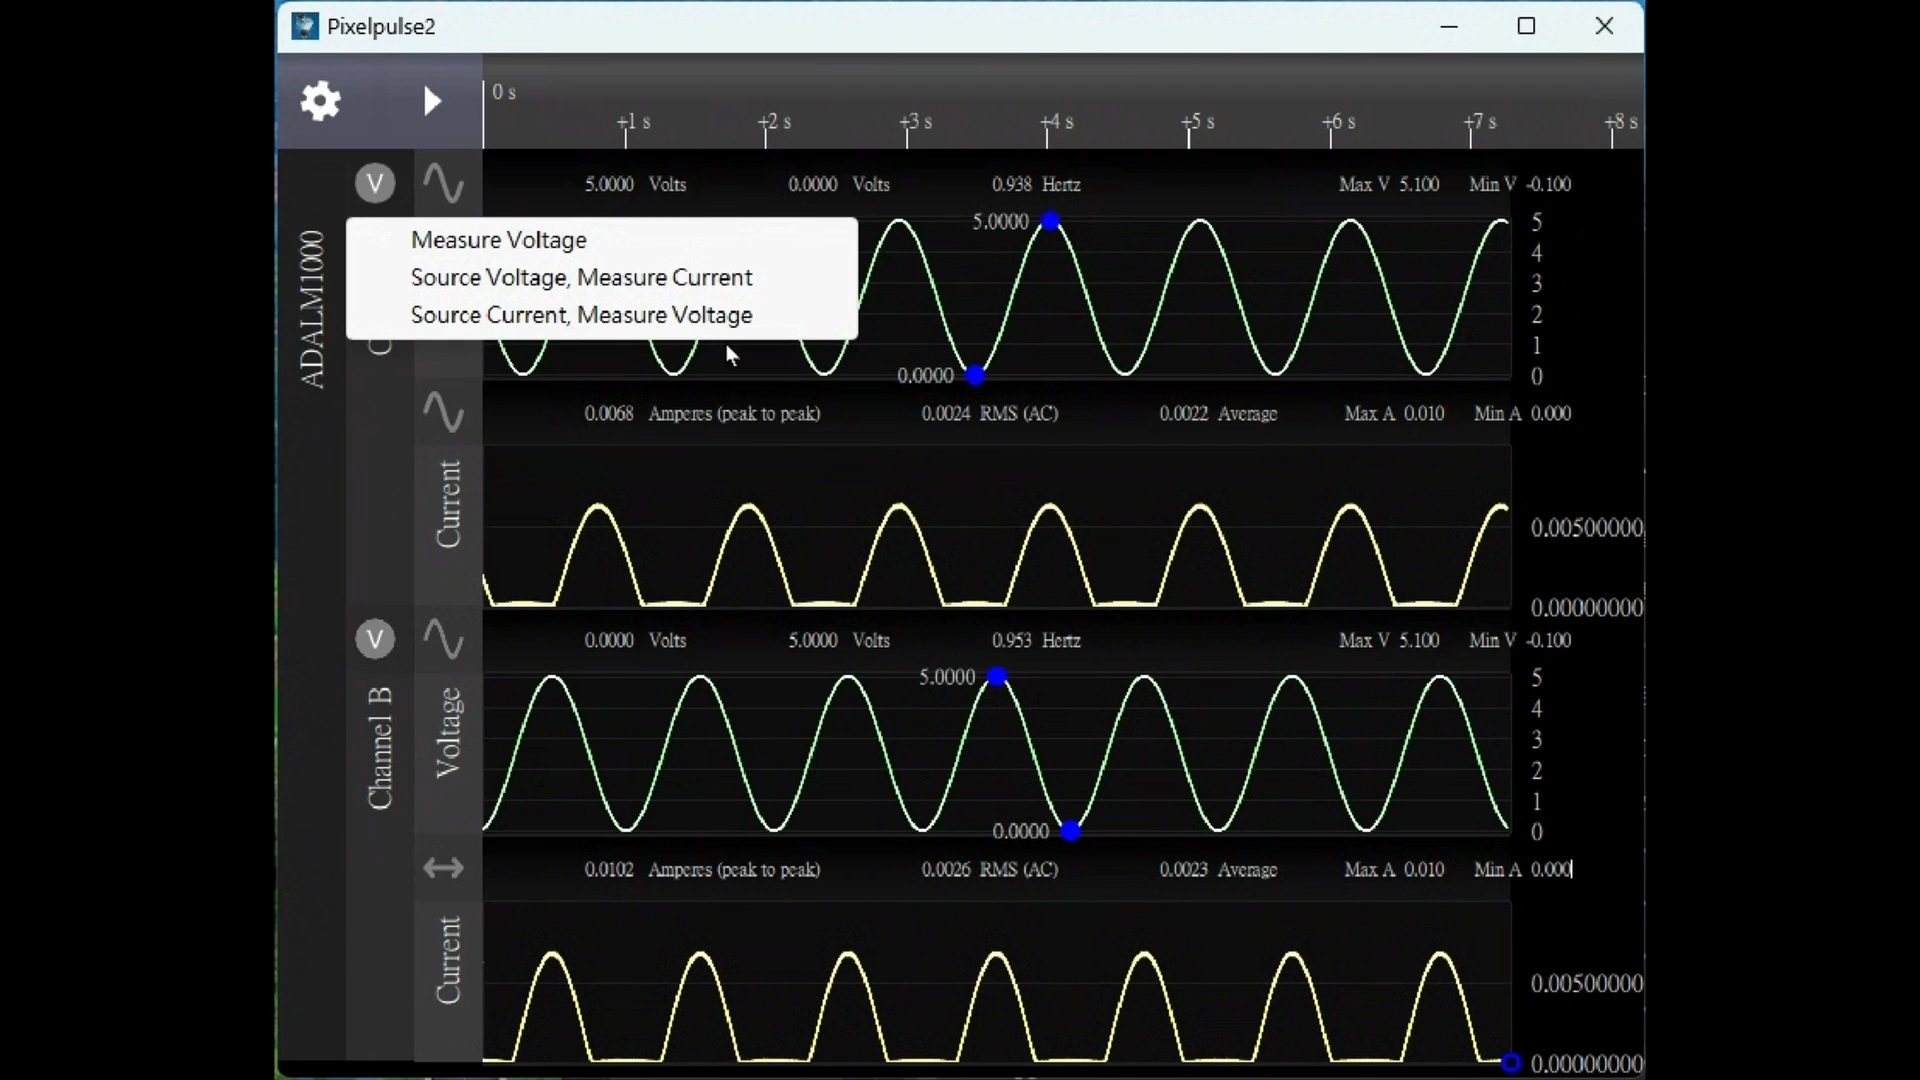 Pixelpulse2
0 s
+1 s +2 s +3 s +4 s +5 s +6 s +7 s +8 s
V
5.0000 Volts 0.0000 Volts 0.938 Hertz Max V 5.100 Min V -0.100
ADALM1000
Measure Voltage
Source Voltage, Measure Current
Source Current, Measure Voltage
5.0000
0.0000
5
4
3
2
1
0
0.0068 Amperes (peak to peak) 0.0024 RMS (AC) 0.0022 Average Max A 0.010 Min A 0.000
Current
0.00500000
0.00000000
V
0.0000 Volts 5.0000 Volts 0.953 Hertz Max V 5.100 Min V -0.100
Channel B
Voltage
5.0000
0.0000
5
4
3
2
1
0
0.0102 Amperes (peak to peak) 0.0026 RMS (AC) 0.0023 Average Max A 0.010 Min A 0.000
Current
0.00500000
0.00000000